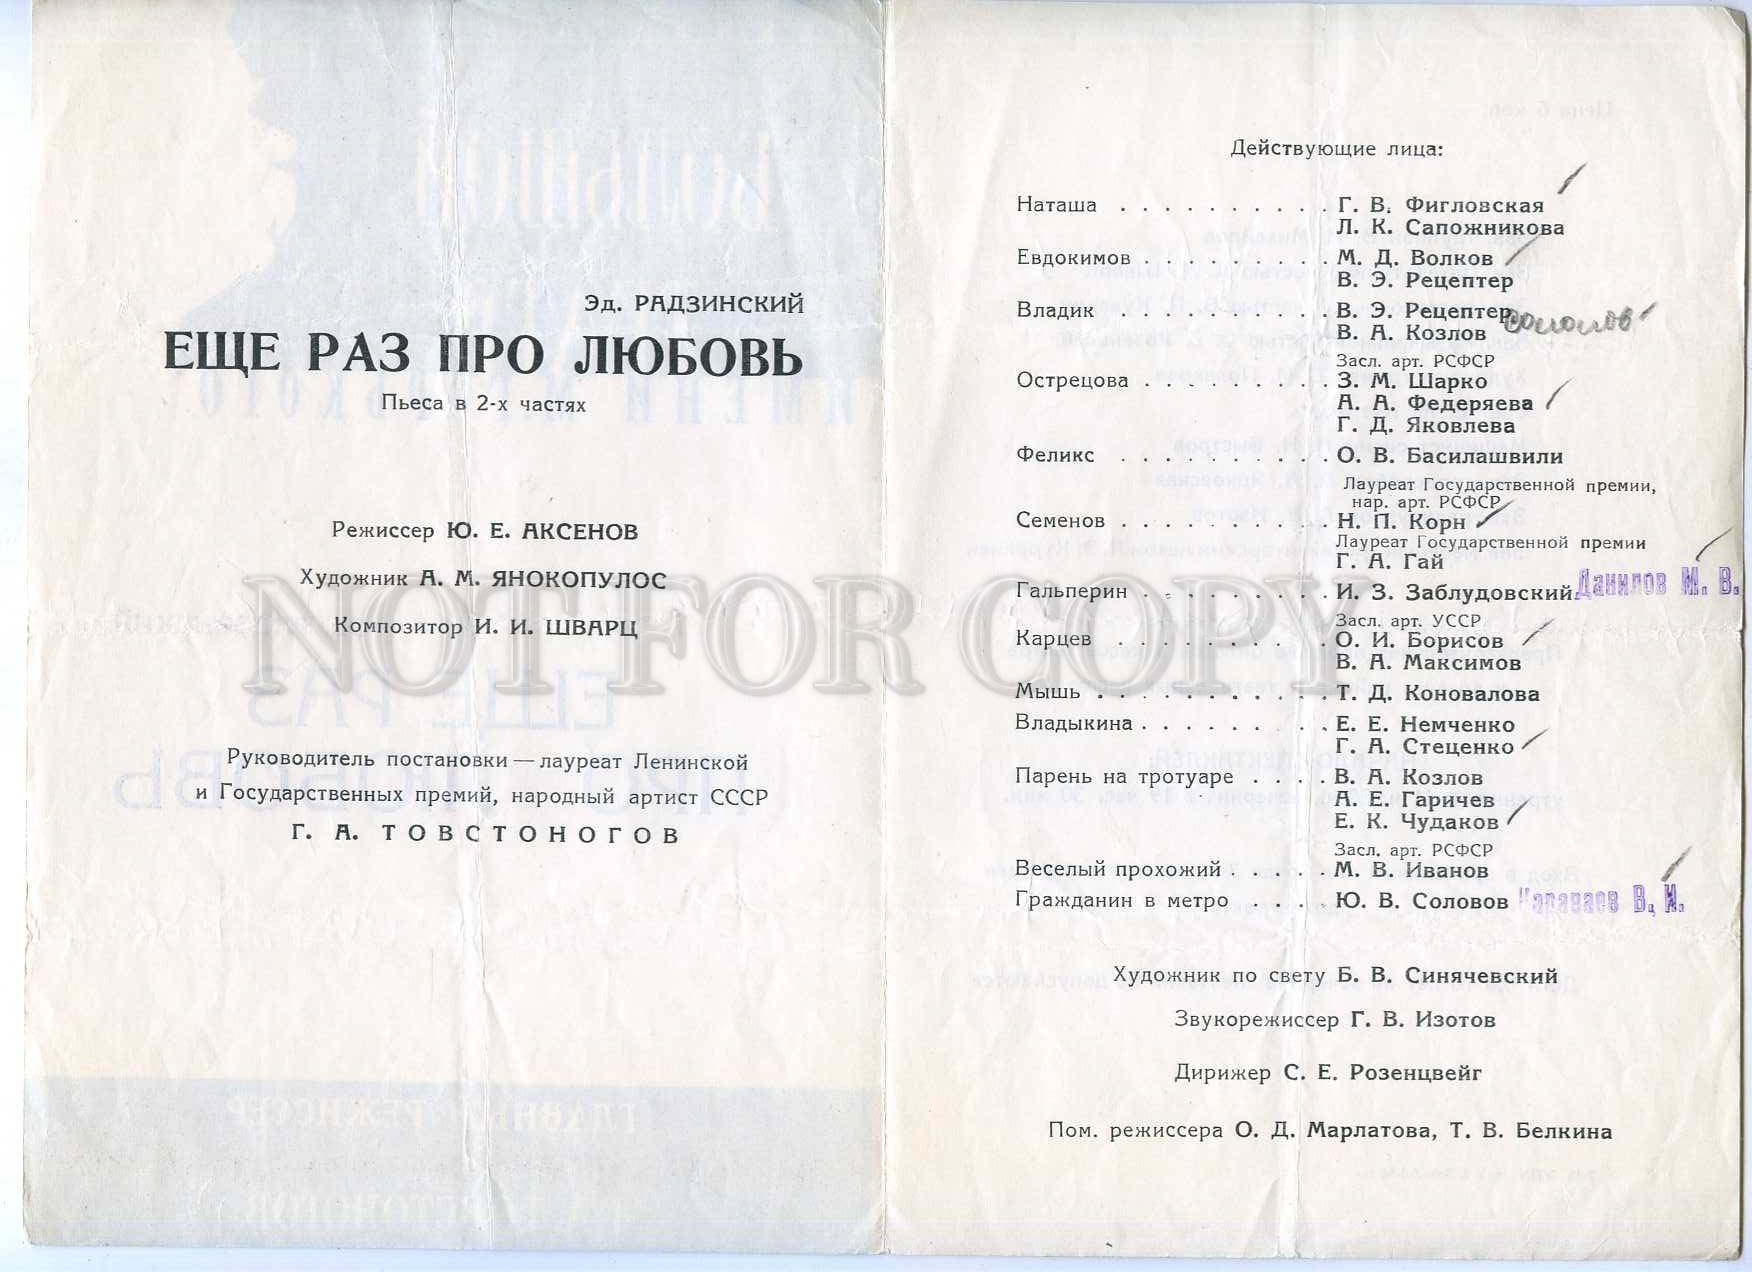 Эд. РАДЗИНСКИЙ
ЕЩЕ РАЗ ПРО ЛЮБОВЬ
Пьеса в 2-х частях
Режиссер Ю. Е. АКСЕНОВ
Художник А. М. ЯНОКОПУЛОС
Композитор И. И. ШВАРЦ
NOT FOR COPY
Руководитель постановки — лауреат Ленинской
и Государственных премий, народный артист СССР
Г. А. ТОВСТОНОГОВ
Действующие лица:
Наташа . . . . . . . . . . Г. В. Фигловская
Л. К. Сапожникова
Евдокимов . . . . . . . . . М. Д. Волков
В. Э. Рецептер
Владик . . . . . . . . . . В. Э. Рецептер
В. А. Козлов
Засл. арт. РСФСР
Острецова . . . . . . . . . З. М. Шарко
А. А. Федеряева
Г. Д. Яковлева
Феликс . . . . . . . . . . О. В. Басилашвили
Лауреат Государственной премии,
нар. арт. РСФСР
Семенов . . . . . . . . . . Н. П. Корн
Лауреат Государственной премии
Г. А. Гай
Гальперин . . . . . . . . . И. З. Заблудовский Данилов М. В.
Засл. арт. УССР
Карцев . . . . . . . . . . О. И. Борисов
В. А. Максимов
Мышь . . . . . . . . . . . Т. Д. Коновалова
Владыкина . . . . . . . . . Е. Е. Немченко
Г. А. Стеценко
Парень на тротуаре . . . . В. А. Козлов
А. Е. Гаричев
Е. К. Чудаков
Засл. арт. РСФСР
Веселый прохожий . . . . . М. В. Иванов
Гражданин в метро . . . . Ю. В. Соловов Караваев В. И.
Художник по свету Б. В. Синячевский
Звукорежиссер Г. В. Изотов
Дирижер С. Е. Розенцвейг
Пом. режиссера О. Д. Марлатова, Т. В. Белкина